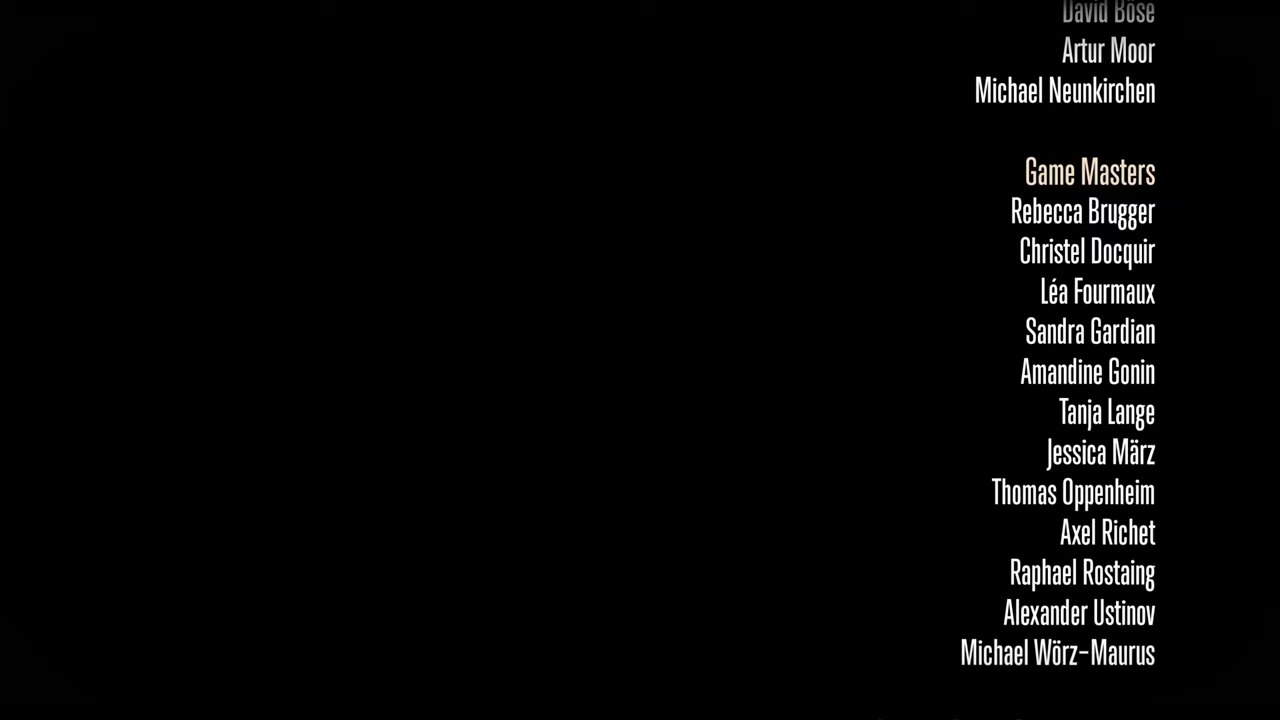 David Böse
Artur Moor
Michael Neunkirchen
Game Masters
Rebecca Brugger
Christel Docquir
Léa Fourmaux
Sandra Gardian
Amandine Gonin
Tanja Lange
Jessica März
Thomas Oppenheim
Axel Richet
Raphael Rostaing
Alexander Ustinov
Michael Wörz-Maurus